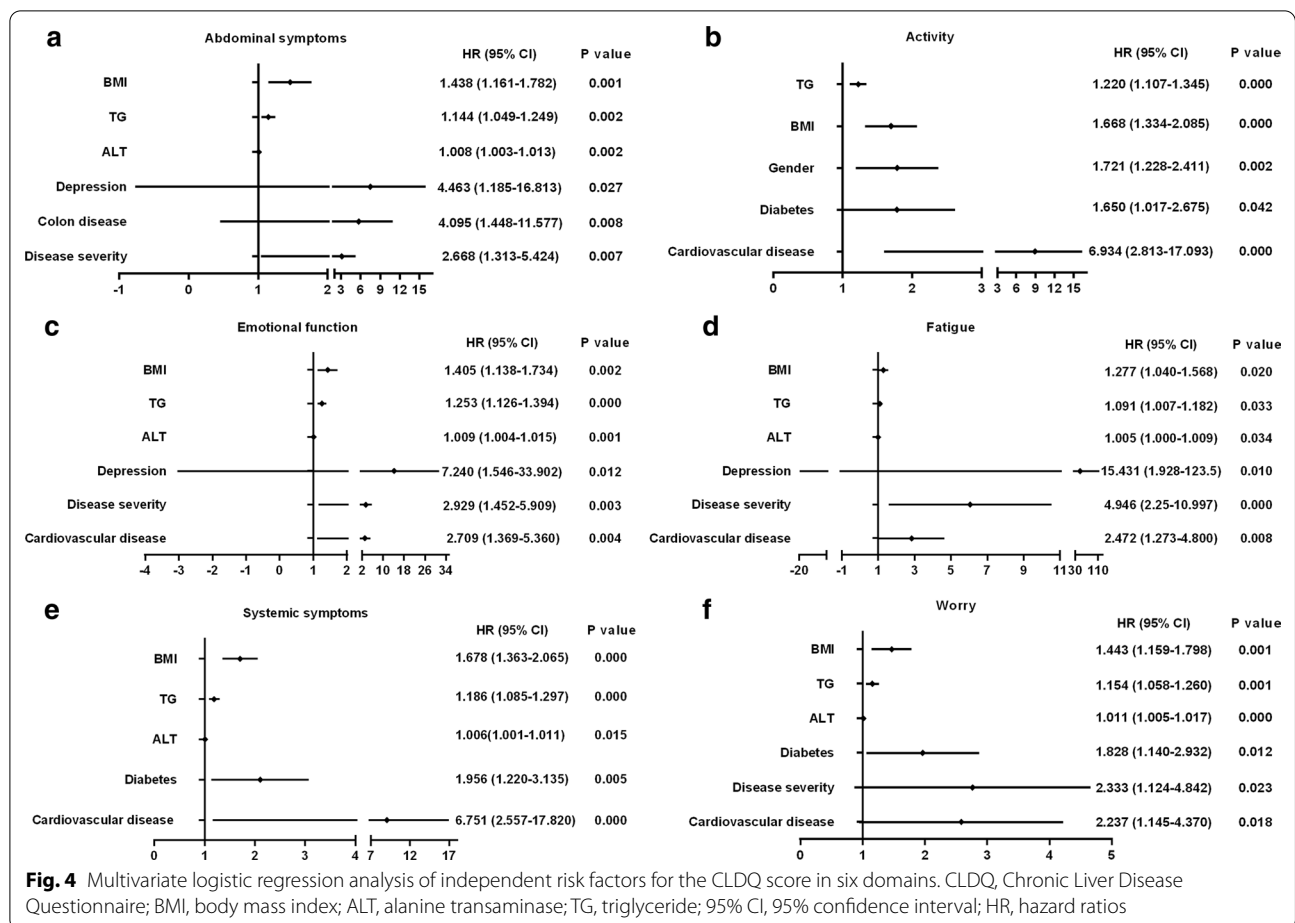 a
Abdominal symptoms
HR (95% CI) P value
BMI 1.438 (1.161-1.782) 0.001
TG 1.144 (1.049-1.249) 0.002
ALT 1.008 (1.003-1.013) 0.002
Depression 4.463 (1.185-16.813) 0.027
Colon disease 4.095 (1.448-11.577) 0.008
Disease severity 2.668 (1.313-5.424) 0.007
-1 0 1 2 3 6 9 12 15
b
Activity
HR (95% CI) P value
TG 1.220 (1.107-1.345) 0.000
BMI 1.668 (1.334-2.085) 0.000
Gender 1.721 (1.228-2.411) 0.002
Diabetes 1.650 (1.017-2.675) 0.042
Cardiovascular disease 6.934 (2.813-17.093) 0.000
0 1 2 3 3 6 9 12 15
c
Emotional function
HR (95% CI) P value
BMI 1.405 (1.138-1.734) 0.002
TG 1.253 (1.126-1.394) 0.000
ALT 1.009 (1.004-1.015) 0.001
Depression 7.240 (1.546-33.902) 0.012
Disease severity 2.929 (1.452-5.909) 0.003
Cardiovascular disease 2.709 (1.369-5.360) 0.004
-4 -3 -2 -1 0 1 2 2 10 18 26 34
d
Fatigue
HR (95% CI) P value
BMI 1.277 (1.040-1.568) 0.020
TG 1.091 (1.007-1.182) 0.033
ALT 1.005 (1.000-1.009) 0.034
Depression 15.431 (1.928-123.5) 0.010
Disease severity 4.946 (2.25-10.997) 0.000
Cardiovascular disease 2.472 (1.273-4.800) 0.008
-20 -1 1 3 5 7 9 1130 110
e
Systemic symptoms
HR (95% CI) P value
BMI 1.678 (1.363-2.065) 0.000
TG 1.186 (1.085-1.297) 0.000
ALT 1.006(1.001-1.011) 0.015
Diabetes 1.956 (1.220-3.135) 0.005
Cardiovascular disease 6.751 (2.557-17.820) 0.000
0 1 2 4 7 12 17
f
Worry
HR (95% CI) P value
BMI 1.443 (1.159-1.798) 0.001
TG 1.154 (1.058-1.260) 0.001
ALT 1.011 (1.005-1.017) 0.000
Diabetes 1.828 (1.140-2.932) 0.012
Disease severity 2.333 (1.124-4.842) 0.023
Cardiovascular disease 2.237 (1.145-4.370) 0.018
0 1 2 3 4 5
Fig. 4 Multivariate logistic regression analysis of independent risk factors for the CLDQ score in six domains. CLDQ, Chronic Liver Disease
Questionnaire; BMI, body mass index; ALT, alanine transaminase; TG, triglyceride; 95% CI, 95% confidence interval; HR, hazard ratios